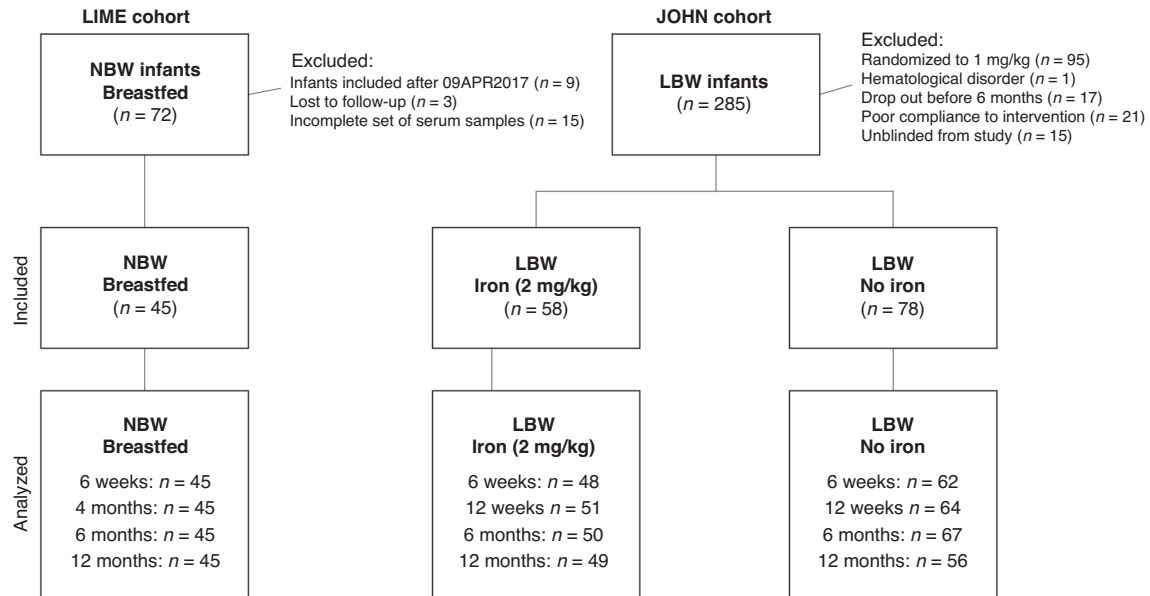 LIME cohort
NBW infants
Breastfed
(n = 72)
Excluded:
Infants included after 09APR2017 (n = 9)
Lost to follow-up (n = 3)
Incomplete set of serum samples (n = 15)
JOHN cohort
LBW infants
(n = 285)
Excluded:
Randomized to 1 mg/kg (n = 95)
Hematological disorder (n = 1)
Drop out before 6 months (n = 17)
Poor compliance to intervention (n = 21)
Unblinded from study (n = 15)
Included
NBW
Breastfed
(n = 45)
LBW
Iron (2 mg/kg)
(n = 58)
LBW
No iron
(n = 78)
Analyzed
NBW
Breastfed
6 weeks: n = 45
4 months: n = 45
6 months: n = 45
12 months: n = 45
LBW
Iron (2 mg/kg)
6 weeks: n = 48
12 weeks n = 51
6 months: n = 50
12 months: n = 49
LBW
No iron
6 weeks: n = 62
12 weeks n = 64
6 months: n = 67
12 months: n = 56